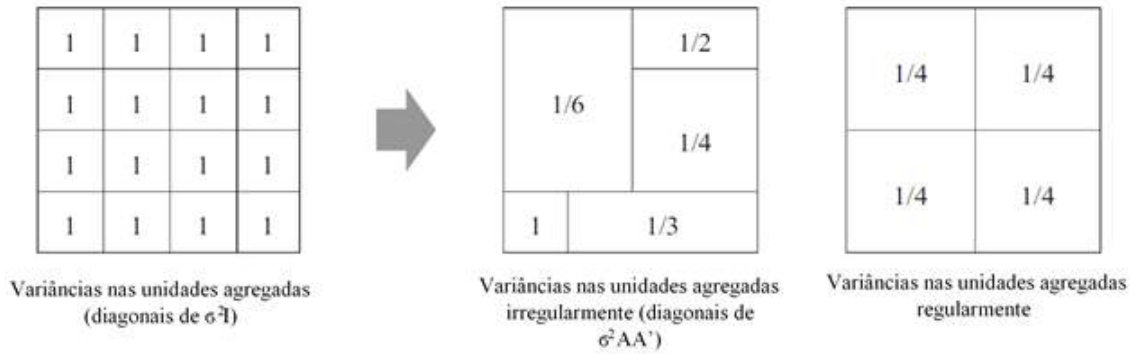 1 1 1 1
1 1 1 1
1 1 1 1
1 1 1 1
Variâncias nas unidades agregadas
(diagonais de σ²I)
1/2
1/6
1/4
1 1/3
Variâncias nas unidades agregadas
irregularmente (diagonais de
σ²AA’)
1/4 1/4
1/4 1/4
Variâncias nas unidades agregadas
regularmente